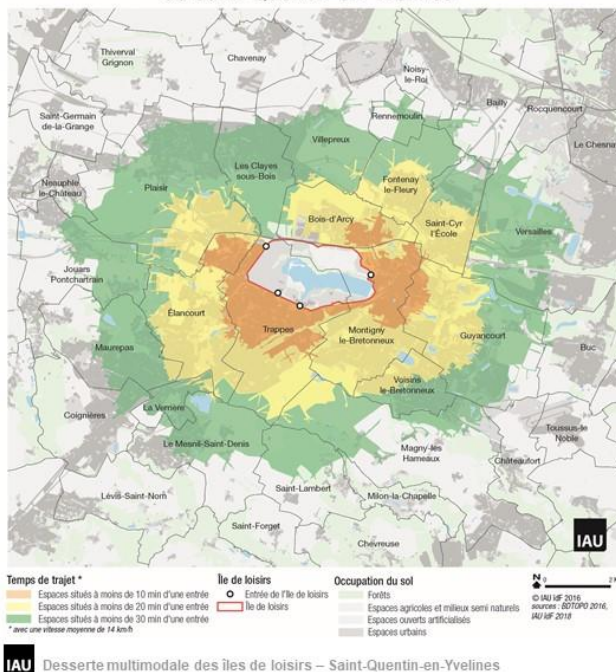 Thiverval
Grignon
Chavenay
Noisy-
le-Roi
Bailly
Rocquencourt
Rennemoulin
Saint-Germain
de-la-Grange
Villepreux
Le Chesnay
Les Clayes
sous-Bois
Fontenay
le-Fleury
Neauphle
le-Château
Plaisir
Bois-d'Arcy
Saint-Cyr
l'École
Versailles
Jouars
Pontchartrain
Élancourt
Trappes
Montigny
le-Bretonneux
Guyancourt
Maurepas
Buc
Voisins
le-Bretonneux
Coignières
La Verrière
Le Mesnil-Saint-Denis
Toussus-le
Noble
Magny-les
Hameaux
Châteaufort
Lévis-Saint-Nom
Saint-Lambert
Milon-la-Chapelle
Saint-Forget
Chevreuse
IAU
Temps de trajet *
Espaces situés à moins de 10 min d'une entrée
Espaces situés à moins de 20 min d'une entrée
Espaces situés à moins de 30 min d'une entrée
* avec une vitesse moyenne de 14 km/h
Île de loisirs
Entrée de l'île de loisirs
Île de loisirs
Occupation du sol
Forêts
Espaces agricoles et milieux semi naturels
Espaces ouverts artificialisés
Espaces urbains
N
0
© IAU îdF 2016
sources : BDTOPO 2016,
IAU îdF 2018
IAU Desserte multimodale des îles de loisirs – Saint-Quentin-en-Yvelines